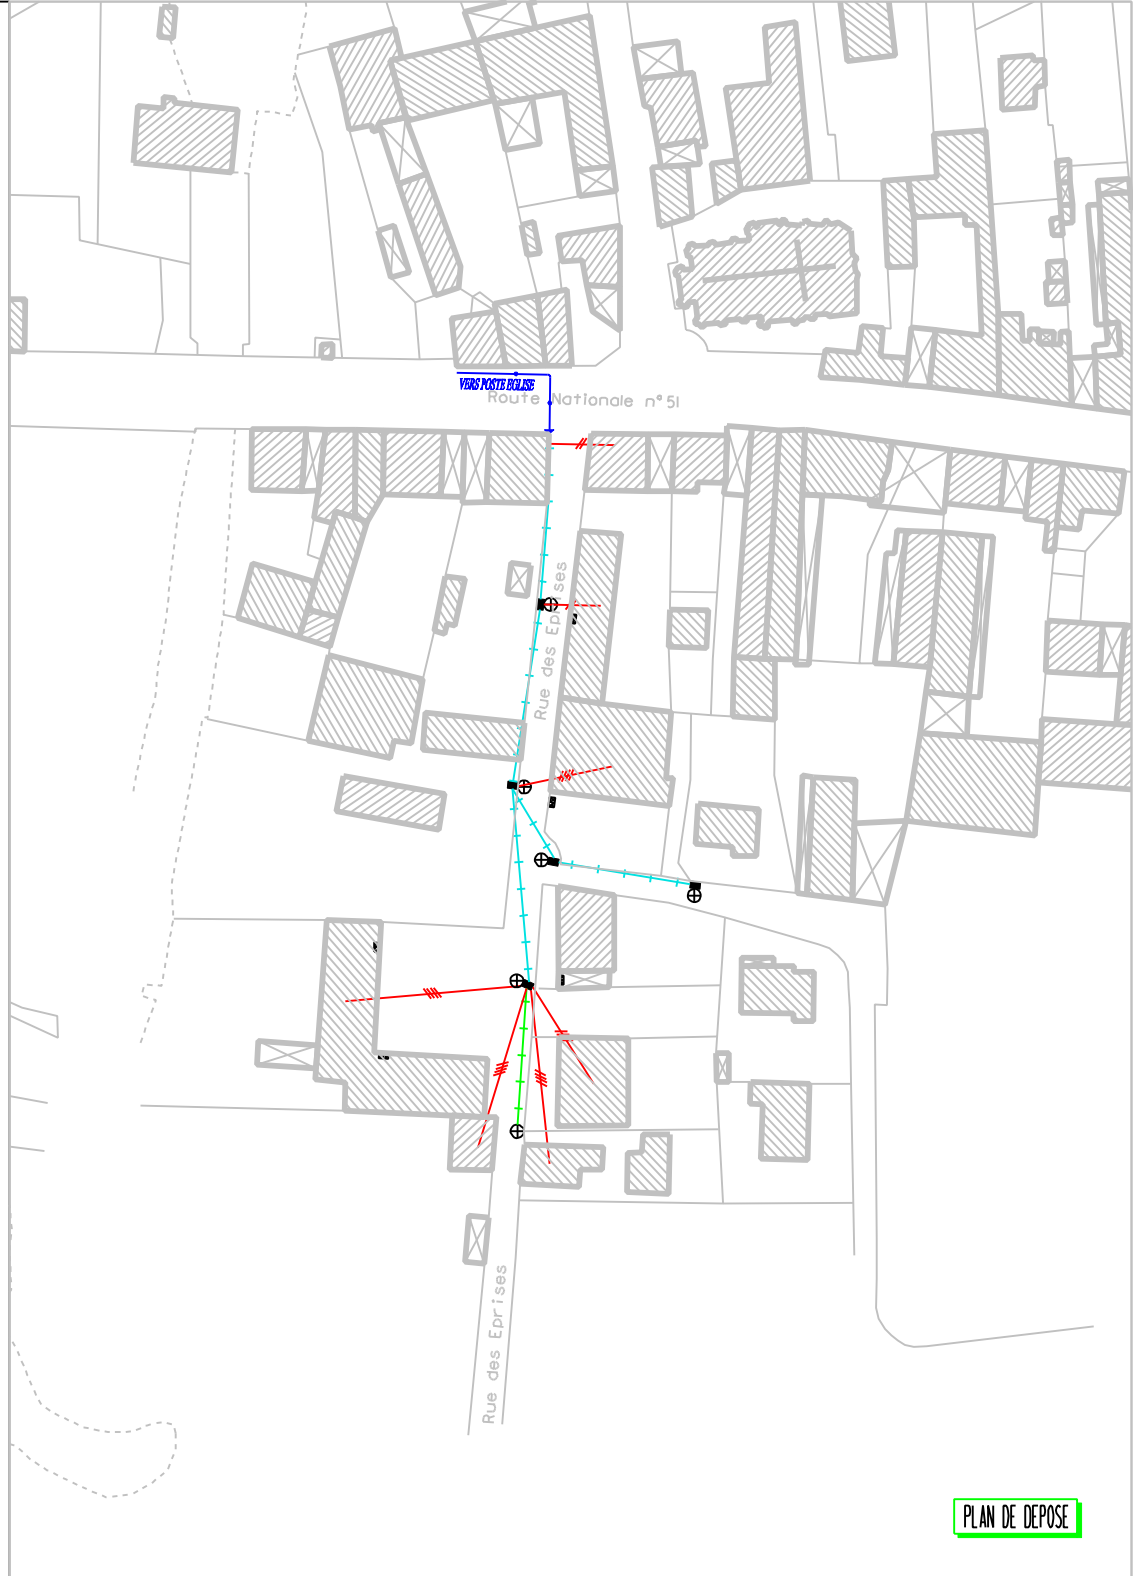 VERS POSTE EGLISE
Route Nationale n°51
Rue des Eprises
Rue des Eprises
PLAN DE DEPOSE